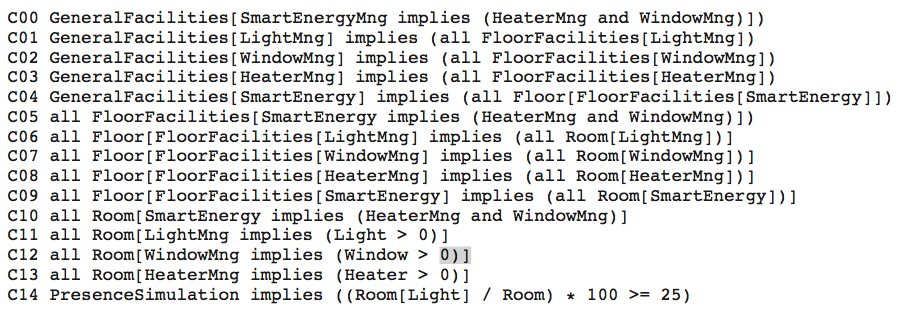 C00 GeneralFacilities[SmartEnergyMng implies (HeaterMng and WindowMng)])
C01 GeneralFacilities[LightMng] implies (all FloorFacilities[LightMng])
C02 GeneralFacilities[WindowMng] implies (all FloorFacilities[WindowMng])
C03 GeneralFacilities[HeaterMng] implies (all FloorFacilities[HeaterMng])
C04 GeneralFacilities[SmartEnergy] implies (all Floor[FloorFacilities[SmartEnergy]])
C05 all FloorFacilities[SmartEnergy implies (HeaterMng and WindowMng)])
C06 all Floor[FloorFacilities[LightMng] implies (all Room[LightMng])]
C07 all Floor[FloorFacilities[WindowMng] implies (all Room[WindowMng])]
C08 all Floor[FloorFacilities[HeaterMng] implies (all Room[HeaterMng])]
C09 all Floor[FloorFacilities[SmartEnergy] implies (all Room[SmartEnergy])]
C10 all Room[SmartEnergy implies (HeaterMng and WindowMng)]
C11 all Room[LightMng implies (Light > 0)]
C12 all Room[WindowMng implies (Window > 0)]
C13 all Room[HeaterMng implies (Heater > 0)]
C14 PresenceSimulation implies ((Room[Light] / Room) * 100 >= 25)